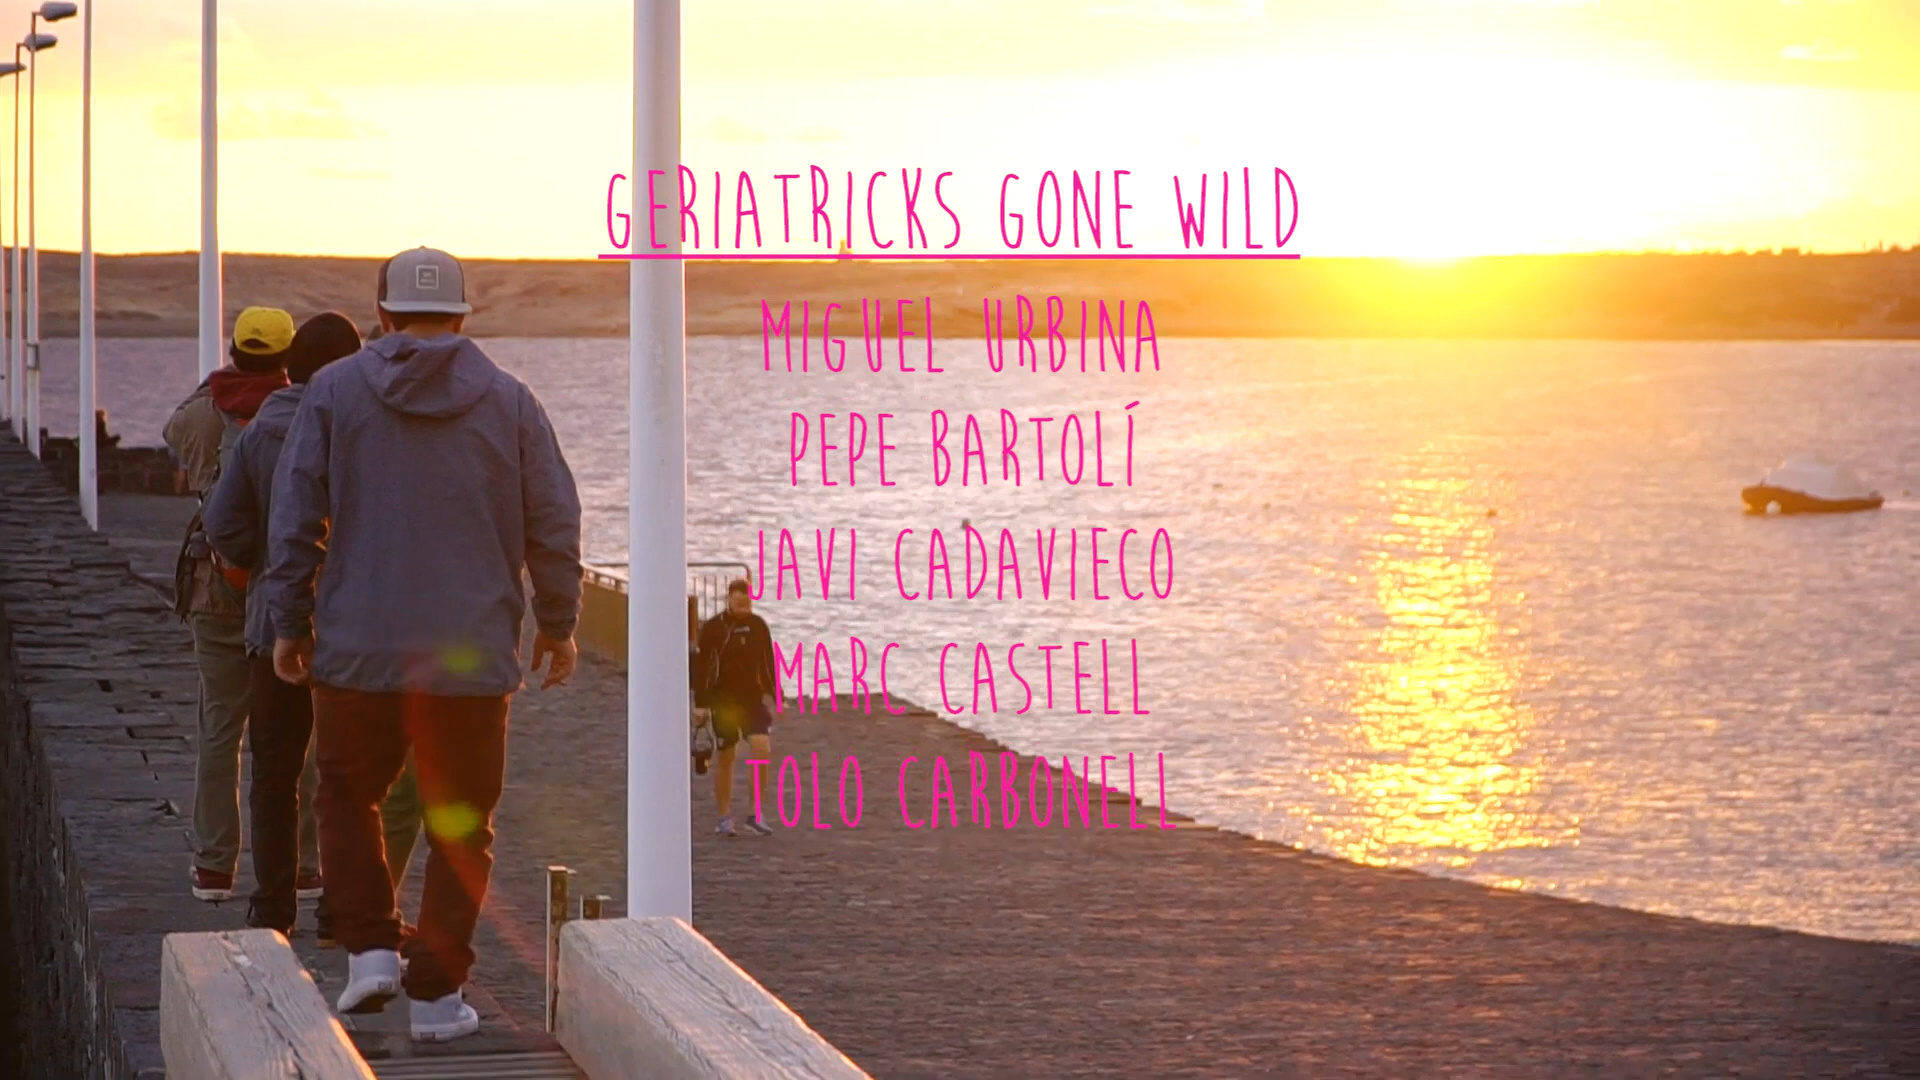 GERIATRICKS GONE WILD
MIGUEL URBINA
PEPE BARTOLÍ
JAVI CADAVIECO
MARC CASTELL
TOLO CARBONELL